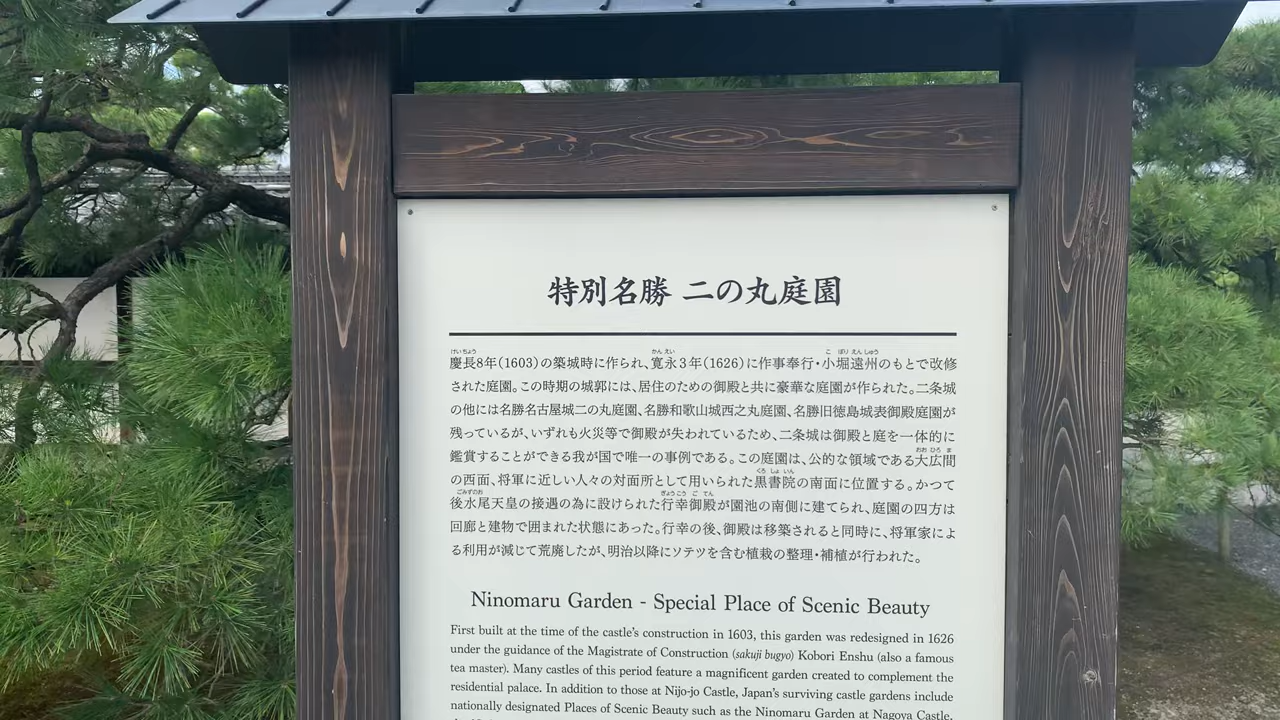 特別名勝 二の丸庭園
慶長8年(1603)の築城時に作られ、寛永3年(1626)に作事奉行・小堀遠州のもとで改修
された庭園。この時期の城郭には、居住のための御殿と共に豪華な庭園が作られた。二条城
の他には名勝名古屋城二の丸庭園、名勝和歌山城西之丸庭園、名勝旧徳島城表御殿庭園が
残っているが、いずれも火災等で御殿が失われているため、二条城は御殿と庭を一体的に
鑑賞することができる我が国で唯一の事例である。この庭園は、公的な領域である大広間
の西面、将軍に近しい人々の対面所として用いられた黒書院の南面に位置する。かつて
後水尾天皇の接遇の為に設けられた行幸御殿が園池の南側に建てられ、庭園の四方は
回廊と建物で囲まれた状態にあった。行幸の後、御殿は移築されると同時に、将軍家によ
る利用が減じて荒廃したが、明治以降にソテツを含む植栽の整理・補植が行われた。
Ninomaru Garden - Special Place of Scenic Beauty
First built at the time of the castle's construction in 1603, this garden was redesigned in 1626
under the guidance of the Magistrate of Construction (sakuji bugyo) Kobori Enshu (also a famous
tea master). Many castles of this period feature a magnificent garden created to complement the
residential palace. In addition to those at Nijo-jo Castle, Japan's surviving castle gardens include
nationally designated Places of Scenic Beauty such as the Ninomaru Garden at Nagoya Castle,